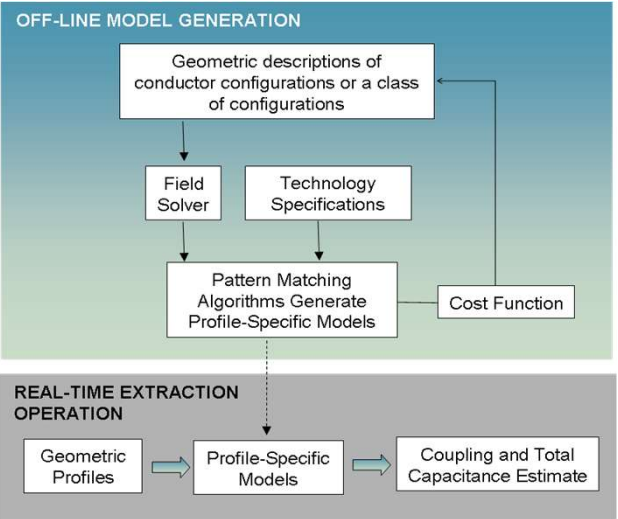 OFF-LINE MODEL GENERATION
Geometric descriptions of
conductor configurations or a class
of configurations
Field
Solver
Technology
Specifications
Pattern Matching
Algorithms Generate
Profile-Specific Models
Cost Function
REAL-TIME EXTRACTION
OPERATION
Geometric
Profiles
Profile-Specific
Models
Coupling and Total
Capacitance Estimate